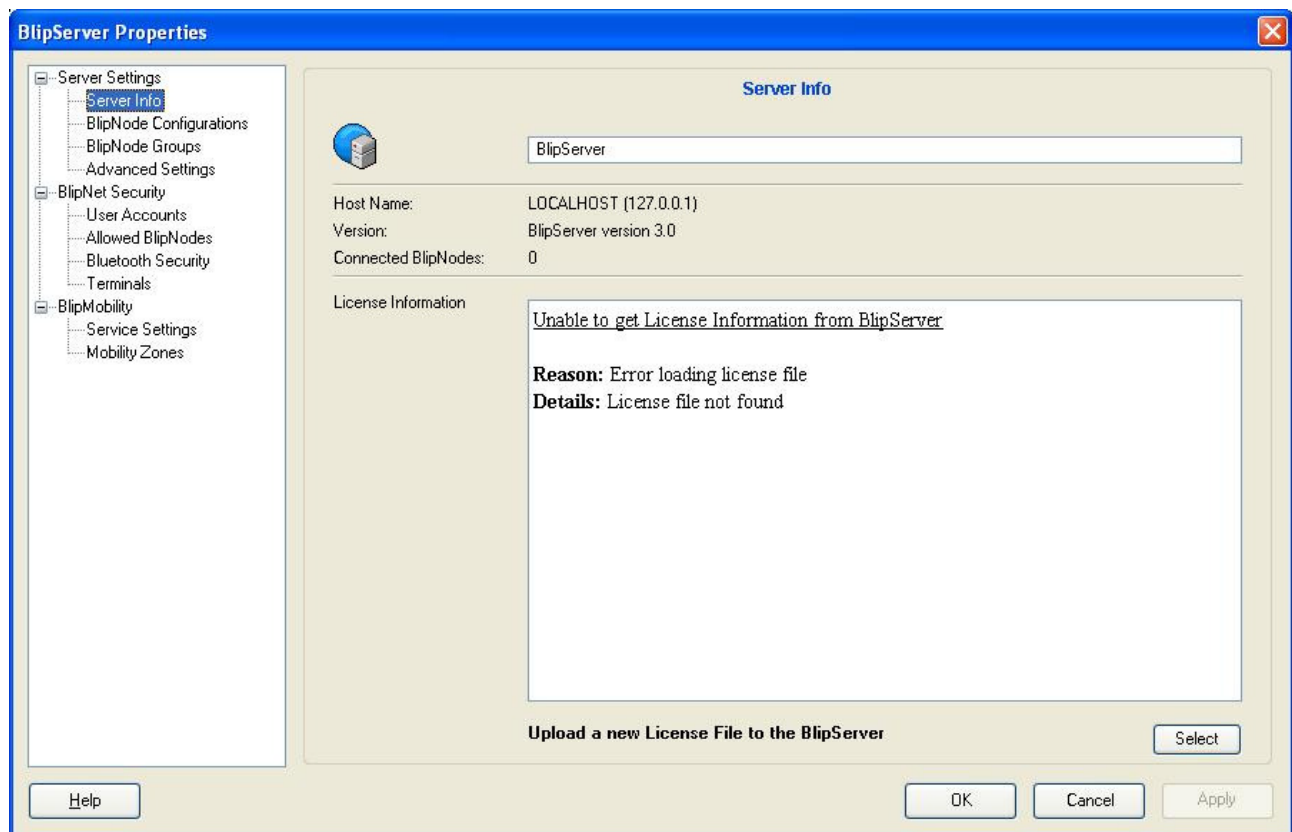 BlipServer Properties
Server Settings
Server Info
BlipNode Configurations
BlipNode Groups
Advanced Settings
BlipNet Security
User Accounts
Allowed BlipNodes
Bluetooth Security
Terminals
BlipMobility
Service Settings
Mobility Zones
Server Info
BlipServer
Host Name: LOCALHOST (127.0.0.1)
Version: BlipServer version 3.0
Connected BlipNodes: 0
License Information
Unable to get License Information from BlipServer
Reason: Error loading license file
Details: License file not found
Upload a new License File to the BlipServer
Select
Help
OK
Cancel
Apply